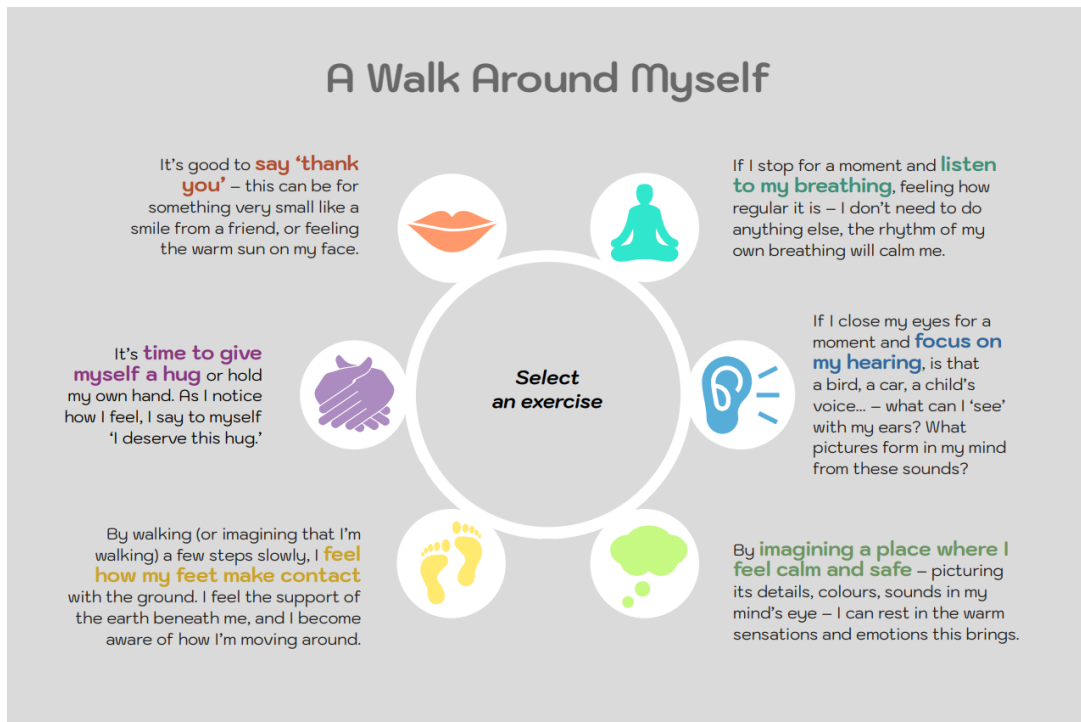 A Walk Around Myself
It's good to say 'thank
you' – this can be for
something very small like a
smile from a friend, or feeling
the warm sun on my face.
If I stop for a moment and listen
to my breathing, feeling how
regular it is – I don't need to do
anything else, the rhythm of my
own breathing will calm me.
It's time to give
myself a hug or hold
my own hand. As I notice
how I feel, I say to myself
'I deserve this hug.'
Select
an exercise
If I close my eyes for a
moment and focus on
my hearing, is that
a bird, a car, a child's
voice... – what can I 'see'
with my ears? What
pictures form in my mind
from these sounds?
By walking (or imagining that I'm
walking) a few steps slowly, I feel
how my feet make contact
with the ground. I feel the support of
the earth beneath me, and I become
aware of how I'm moving around.
By imagining a place where I
feel calm and safe – picturing
its details, colours, sounds in my
mind's eye – I can rest in the warm
sensations and emotions this brings.